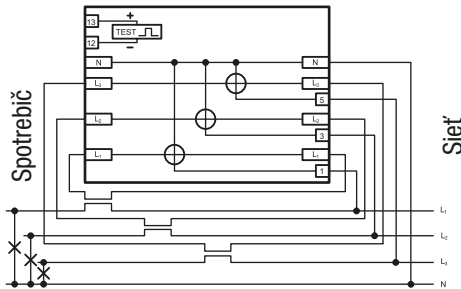 13 +
TEST
12 −
N N
L₃ L₃
5
L₂ L₂
3
L₁ L₁
1
Spotrebič
Sieť
L₁
L₂
L₃
N